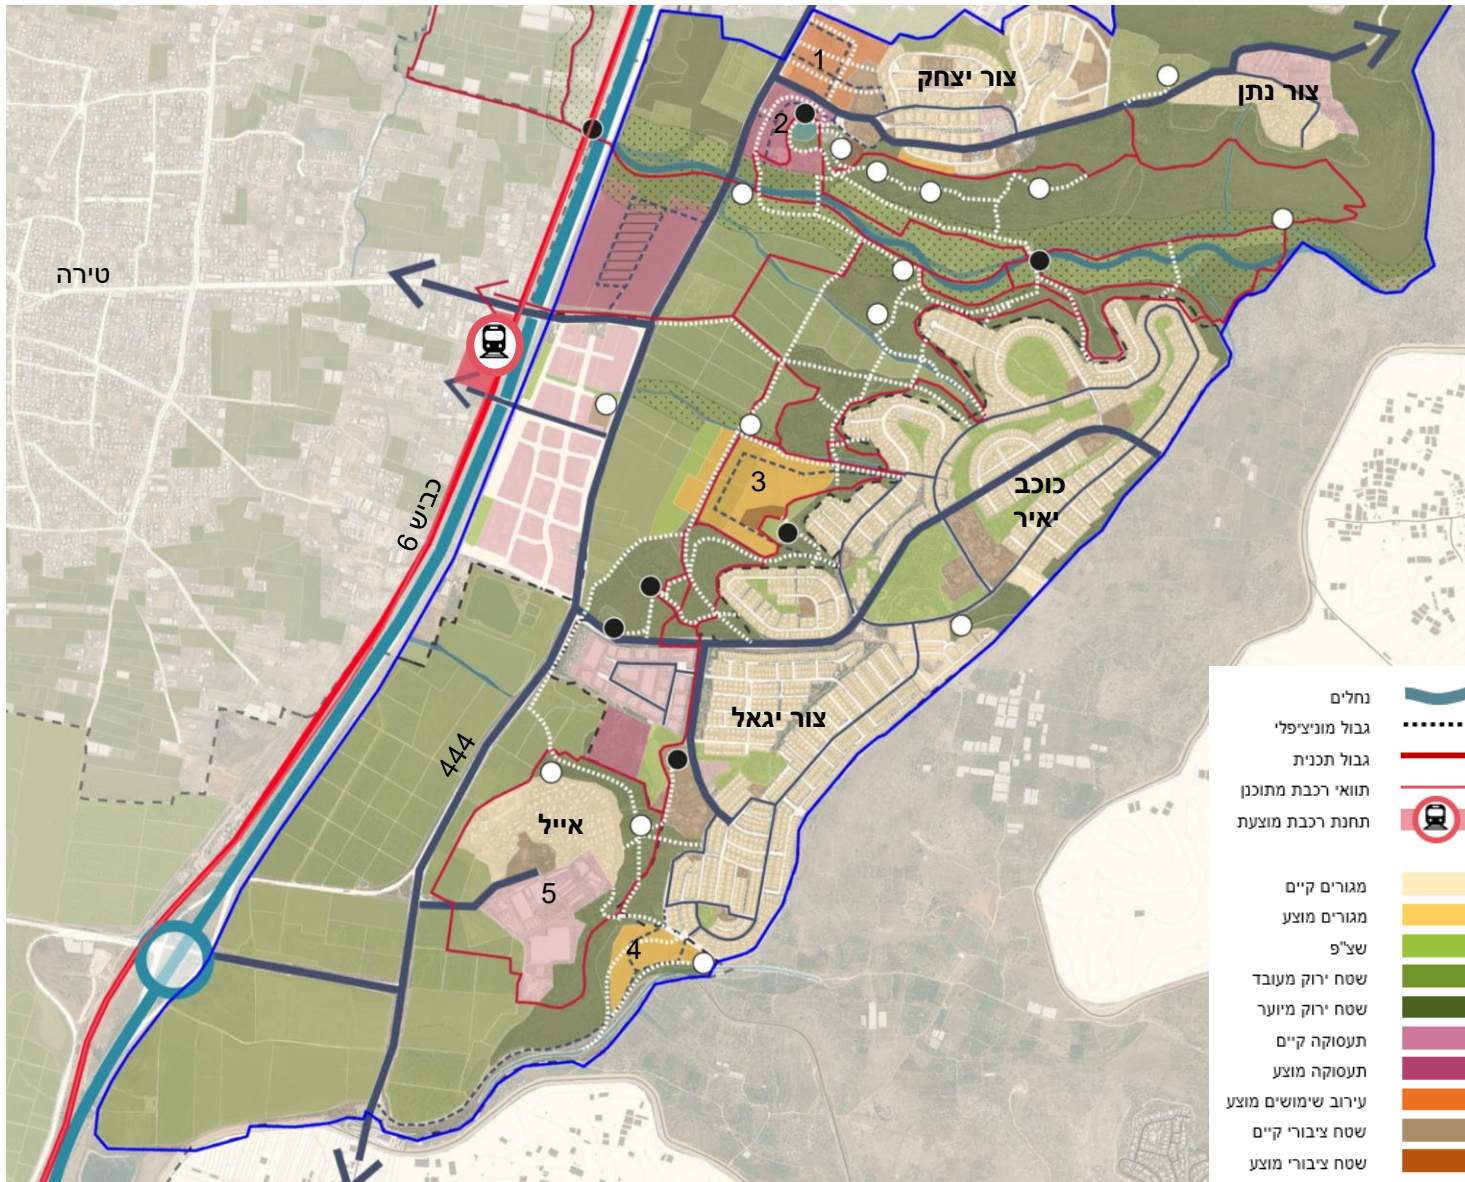 1
צור יצחק
צור נתן
2
טירה
3
כוכב
יאיר
כביש 6
צור יגאל
444
אייל
5
4
נחלים
גבול מוניציפלי
גבול תכנית
תוואי רכבת מתוכנן
תחנת רכבת מוצעת
מגורים קיים
מגורים מוצע
שצ"פ
שטח ירוק מעובד
שטח ירוק מיוער
תעסוקה קיים
תעסוקה מוצע
עירוב שימושים מוצע
שטח ציבורי קיים
שטח ציבורי מוצע